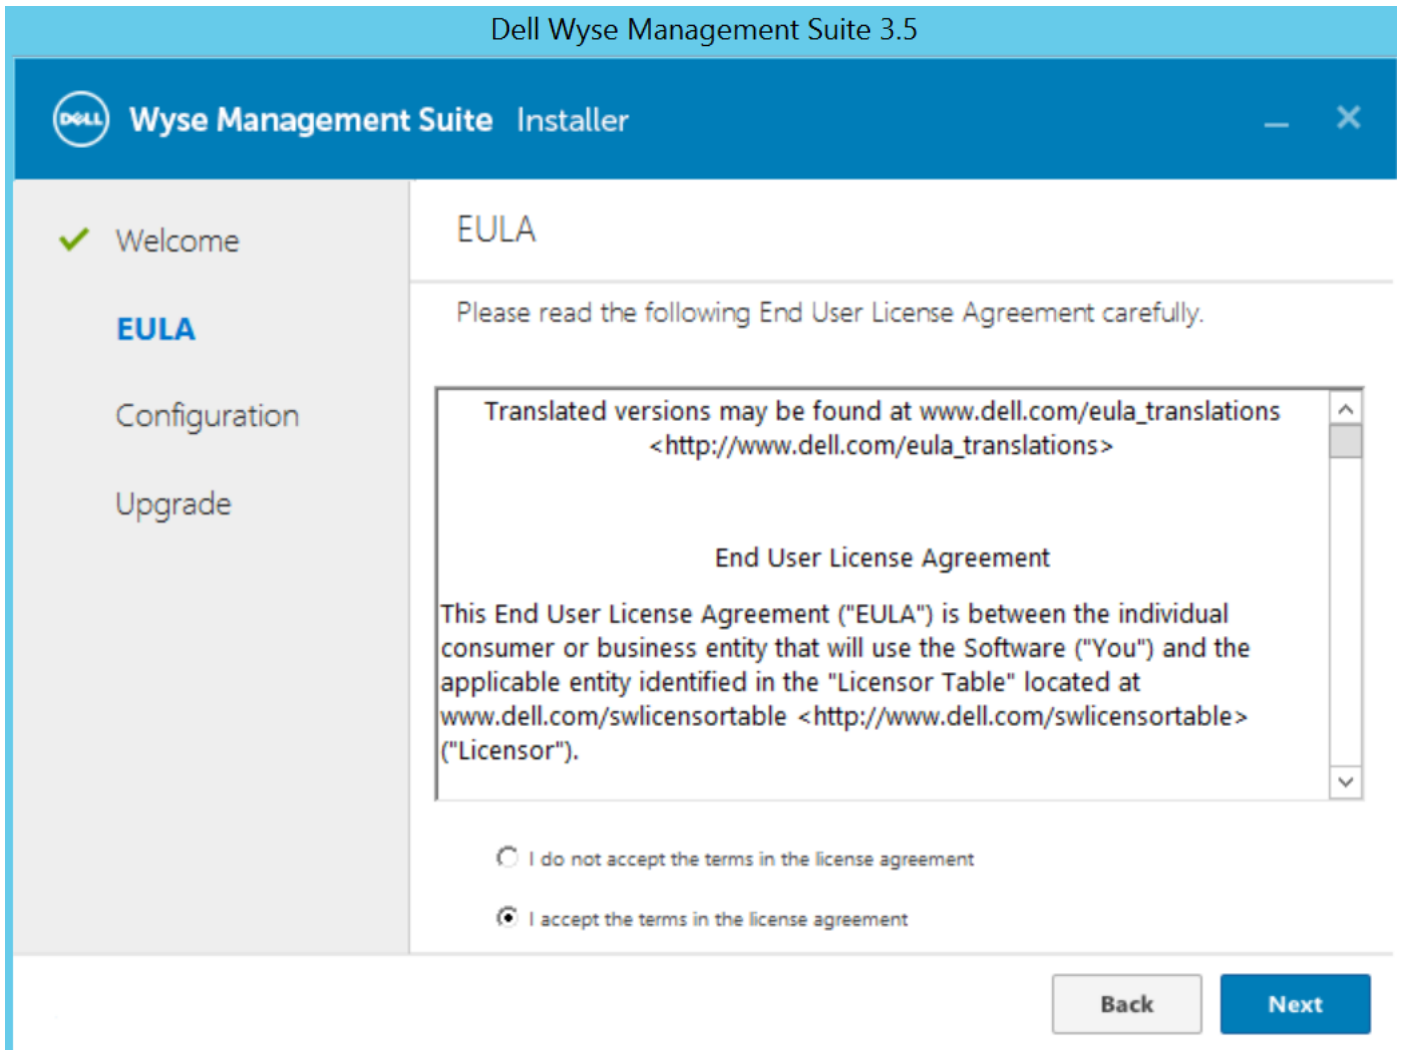 Dell Wyse Management Suite 3.5
DELL Wyse Management Suite Installer
Welcome
EULA
Configuration
Upgrade
EULA
Please read the following End User License Agreement carefully.
Translated versions may be found at www.dell.com/eula_translations
<http://www.dell.com/eula_translations>
End User License Agreement
This End User License Agreement ("EULA") is between the individual
consumer or business entity that will use the Software ("You") and the
applicable entity identified in the "Licensor Table" located at
www.dell.com/swlicensortable <http://www.dell.com/swlicensortable>
("Licensor").
I do not accept the terms in the license agreement
I accept the terms in the license agreement
Back Next